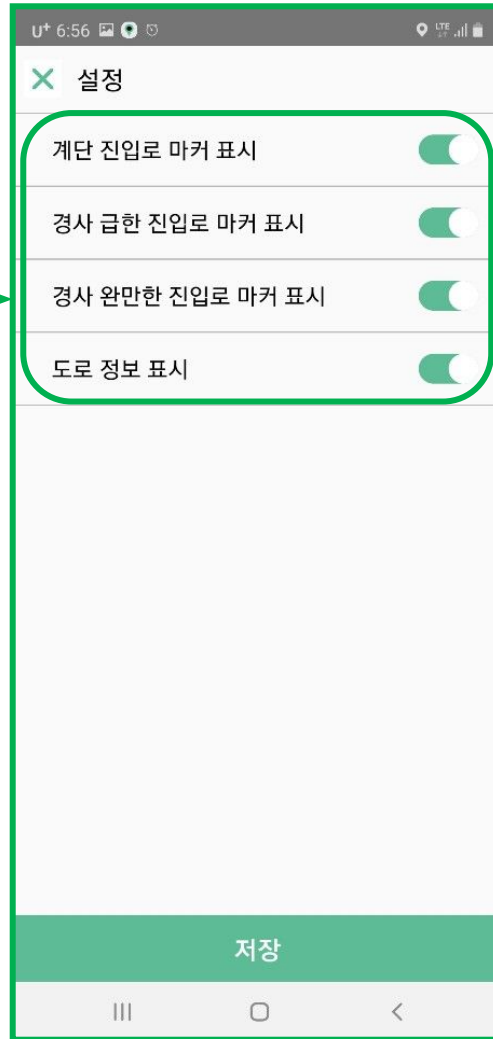 U+ 6:56 LTE
설정
계단 진입로 마커 표시
경사 급한 진입로 마커 표시
경사 완만한 진입로 마커 표시
도로 정보 표시
저장